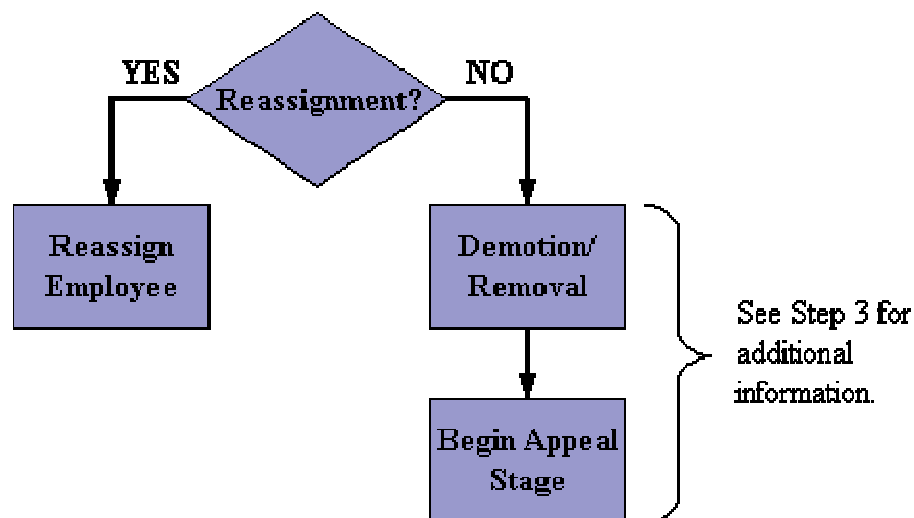 YES
NO
Reassignment?
Reassign
Employee
Demotion/
Removal
See Step 3 for
additional
information.
Begin Appeal
Stage